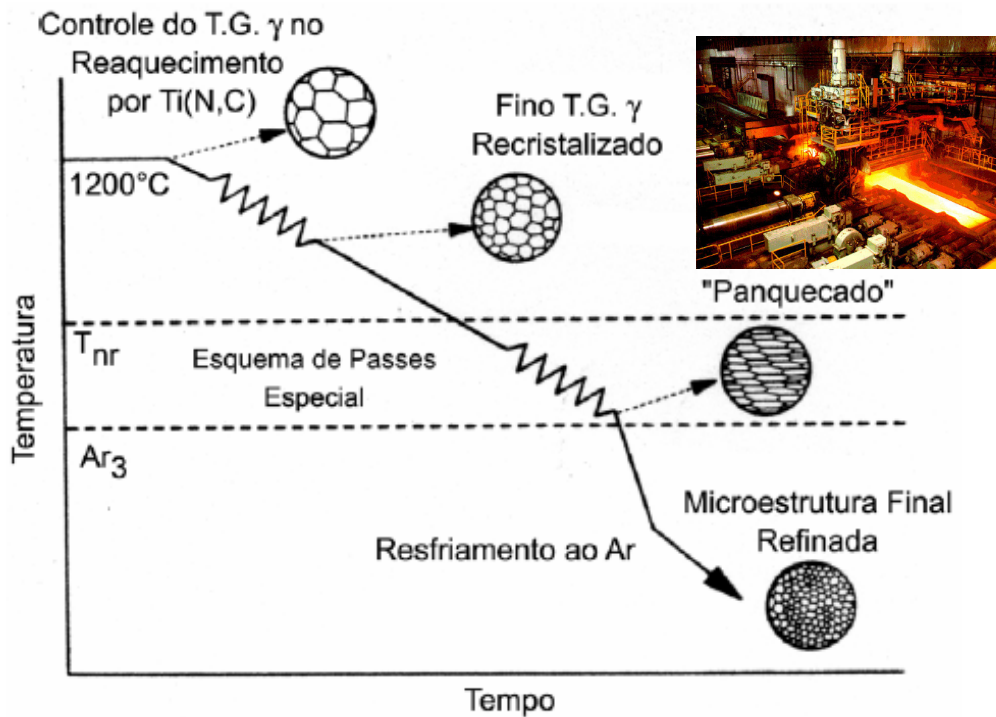 Controle do T.G. γ no
Reaquecimento
por Ti(N,C)
Fino T.G. γ
Recristalizado
1200°C
"Panquecado"
Tnr
Esquema de Passes
Especial
Ar3
Microestrutura Final
Refinada
Resfriamento ao Ar
Temperatura
Tempo